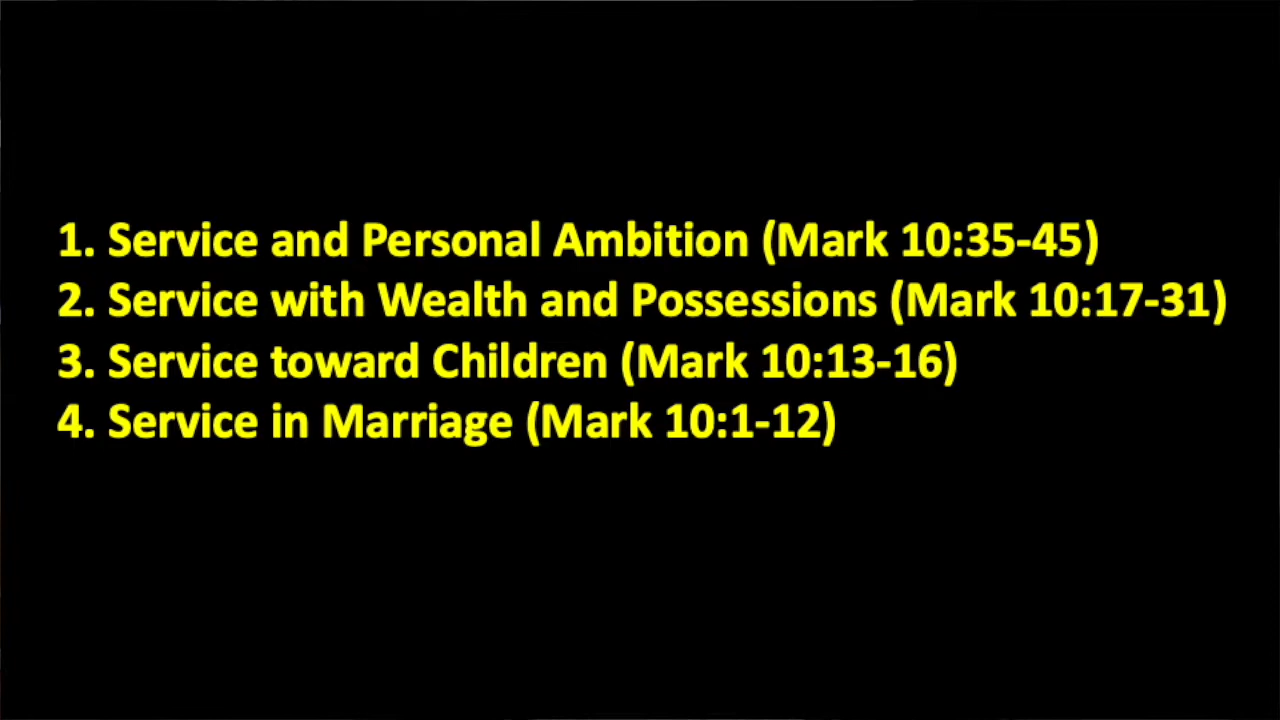 1. Service and Personal Ambition (Mark 10:35-45)
2. Service with Wealth and Possessions (Mark 10:17-31)
3. Service toward Children (Mark 10:13-16)
4. Service in Marriage (Mark 10:1-12)